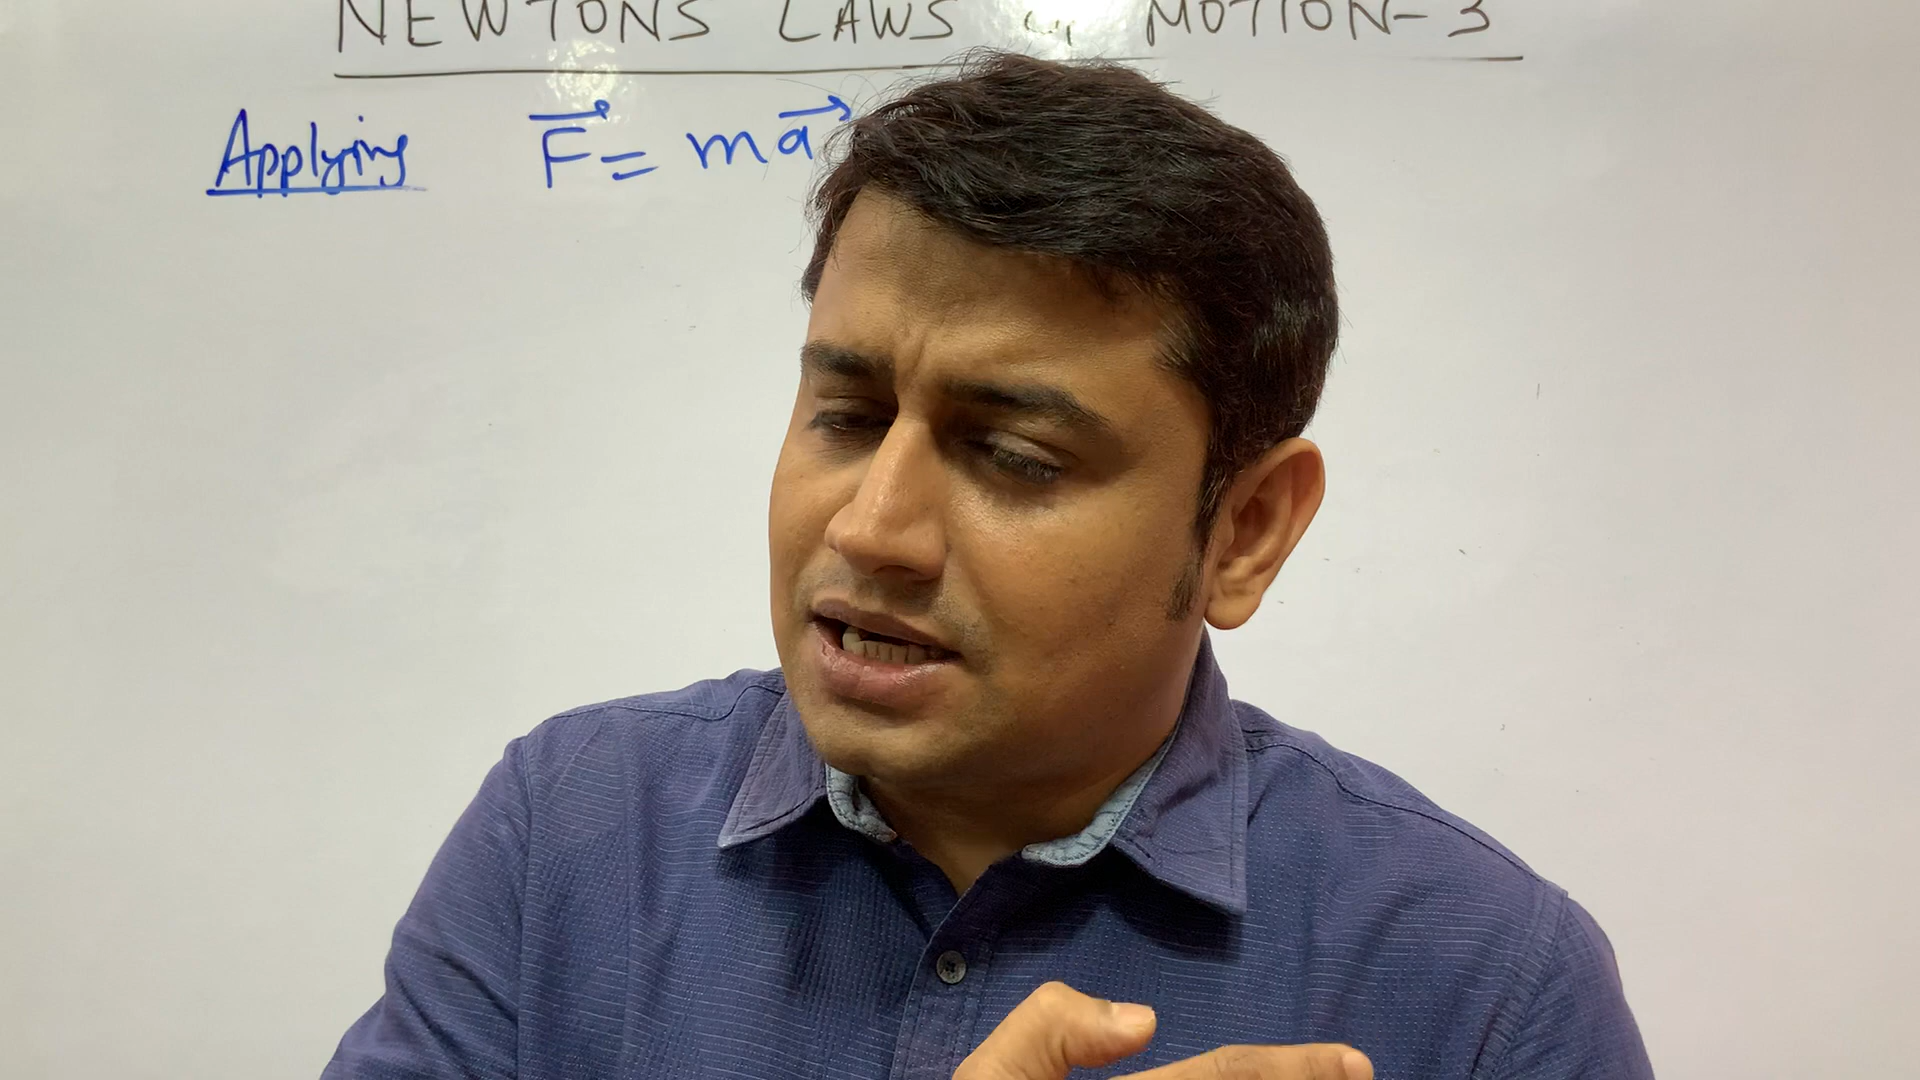 NEWTONS LAWS MOTION-3
Applying F⃗ = ma⃗